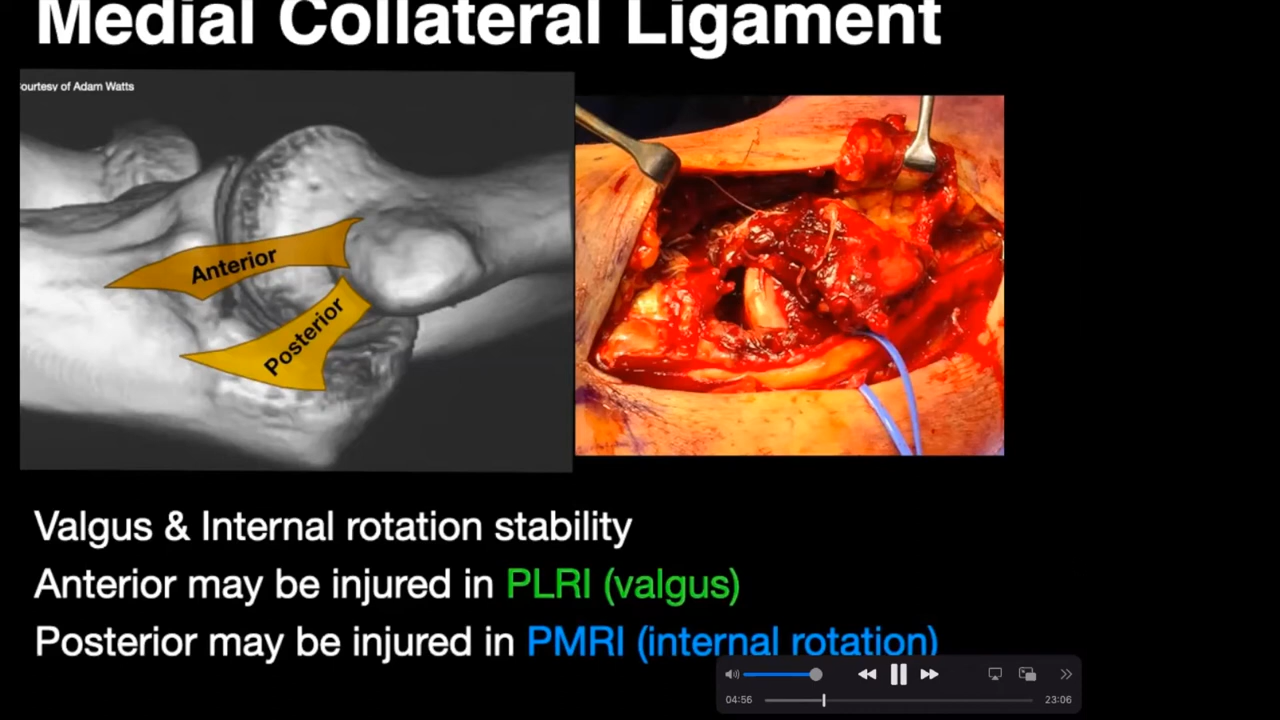 Medial Collateral Ligament
ourtesy of Adam Watts
Anterior
Posterior
Valgus & Internal rotation stability
Anterior may be injured in PLRI (valgus)
Posterior may be injured in PMRI (internal rotation)
04:56
23:06